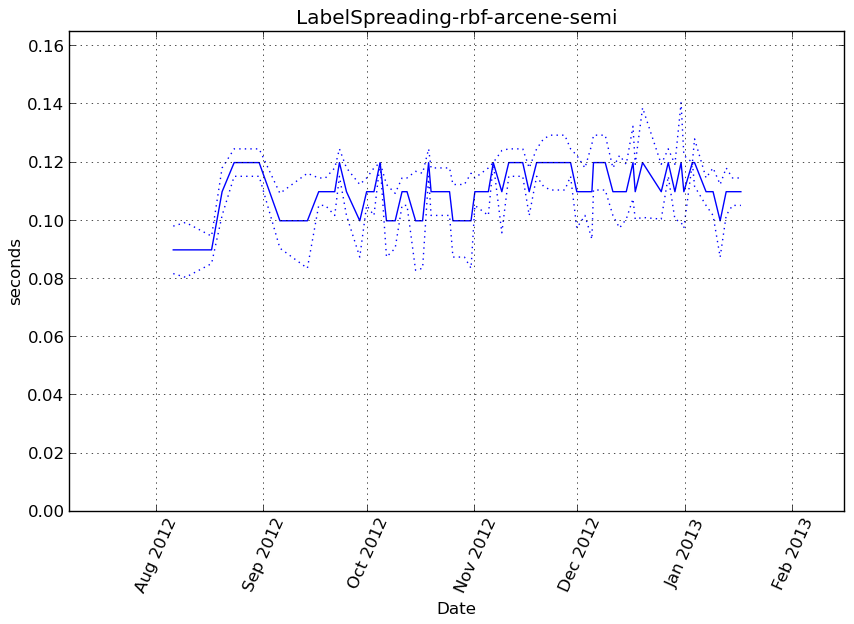 LabelSpreading-rbf-arcene-semi
0.16
0.14
0.12
0.10
0.08
0.06
0.04
0.02
0.00
seconds
Aug 2012
Sep 2012
Oct 2012
Nov 2012
Dec 2012
Jan 2013
Feb 2013
Date